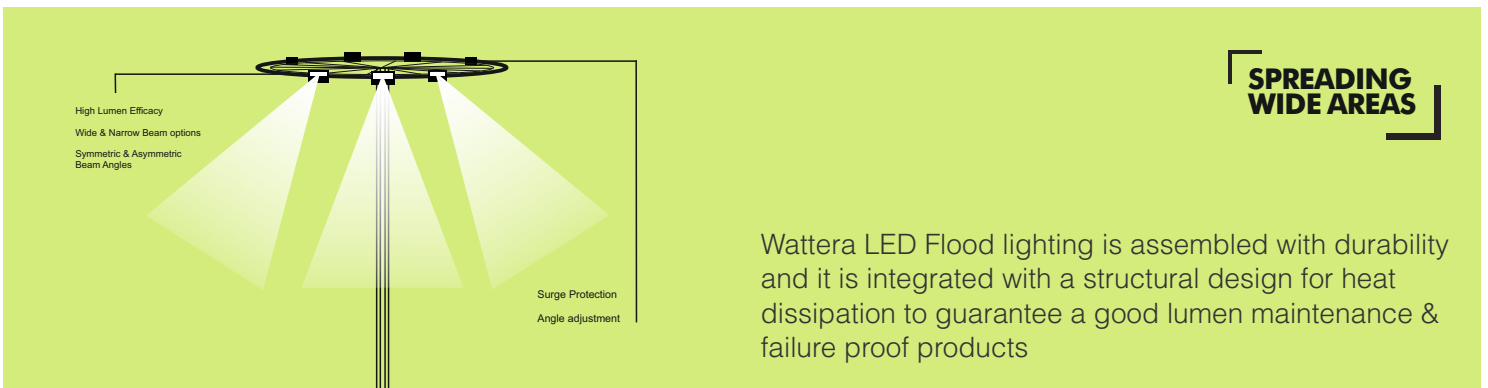 High Lumen Efficacy
Wide & Narrow Beam options
Symmetric & Asymmetric
Beam Angles
Surge Protection
Angle adjustment
SPREADING
WIDE AREAS
Wattera LED Flood lighting is assembled with durability
and it is integrated with a structural design for heat
dissipation to guarantee a good lumen maintenance &
failure proof products